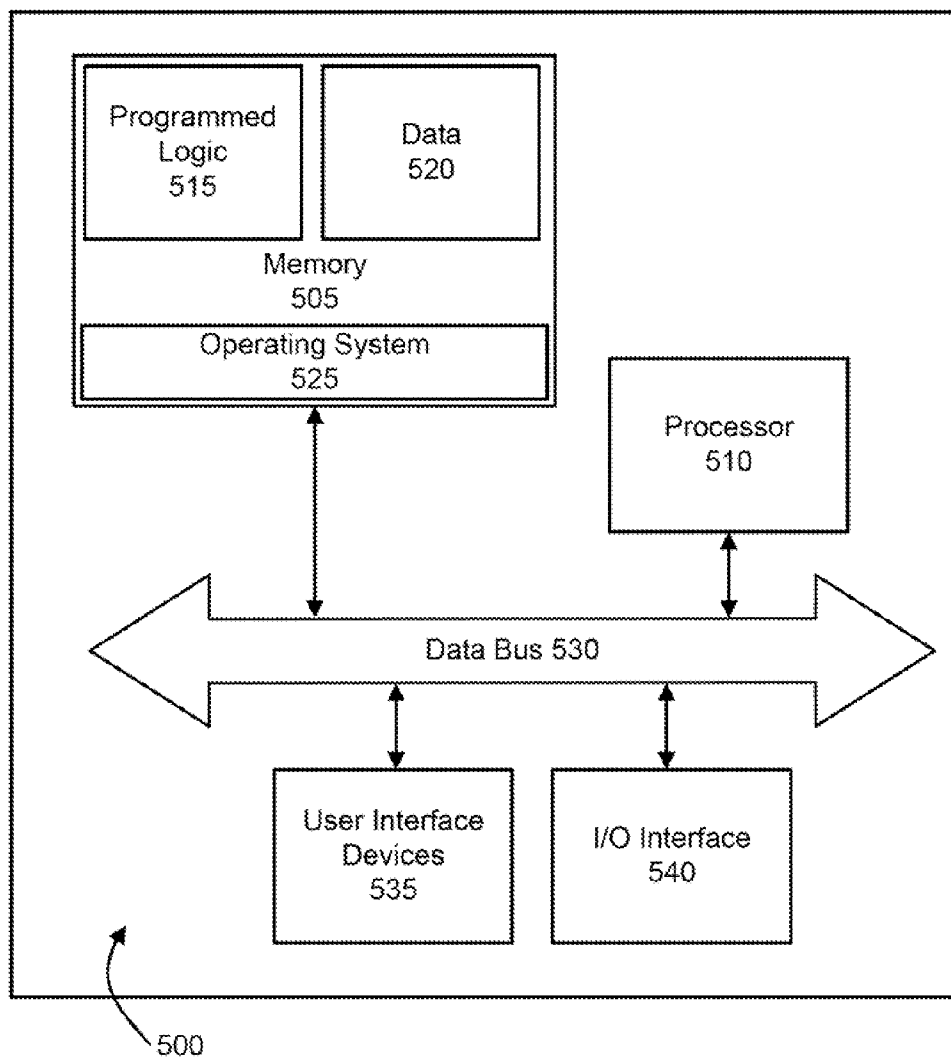 Programmed
Logic
515
Data
520
Memory
505
Operating System
525
Processor
510
Data Bus 530
User Interface
Devices
535
I/O Interface
540
500